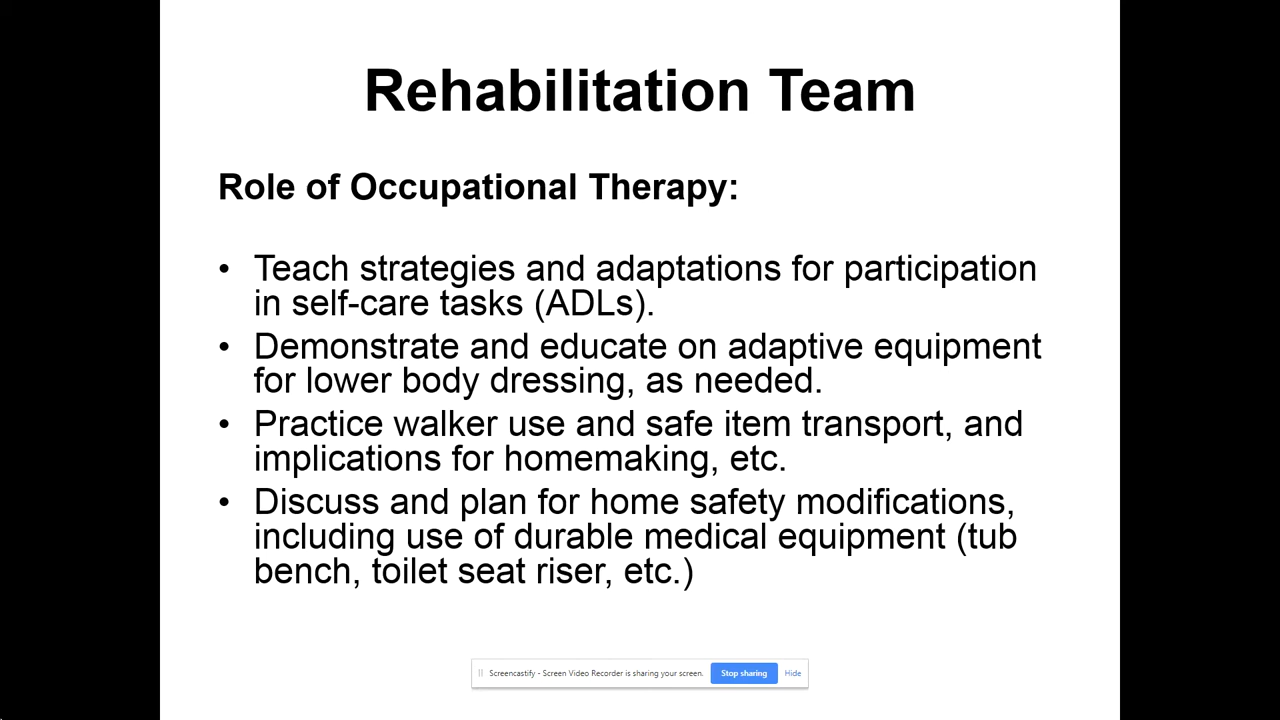 Rehabilitation Team
Role of Occupational Therapy:
• Teach strategies and adaptations for participation
in self-care tasks (ADLs).
• Demonstrate and educate on adaptive equipment
for lower body dressing, as needed.
• Practice walker use and safe item transport, and
implications for homemaking, etc.
• Discuss and plan for home safety modifications,
including use of durable medical equipment (tub
bench, toilet seat riser, etc.)
Screencastify - Screen Video Recorder is sharing your screen. Stop sharing Hide